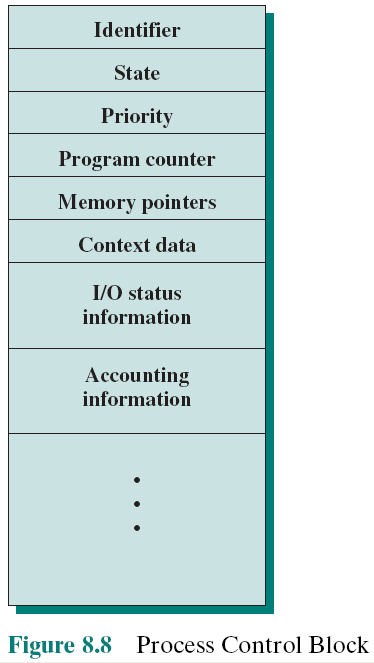 Identifier
State
Priority
Program counter
Memory pointers
Context data
I/O status
information
Accounting
information
Figure 8.8 Process Control Block